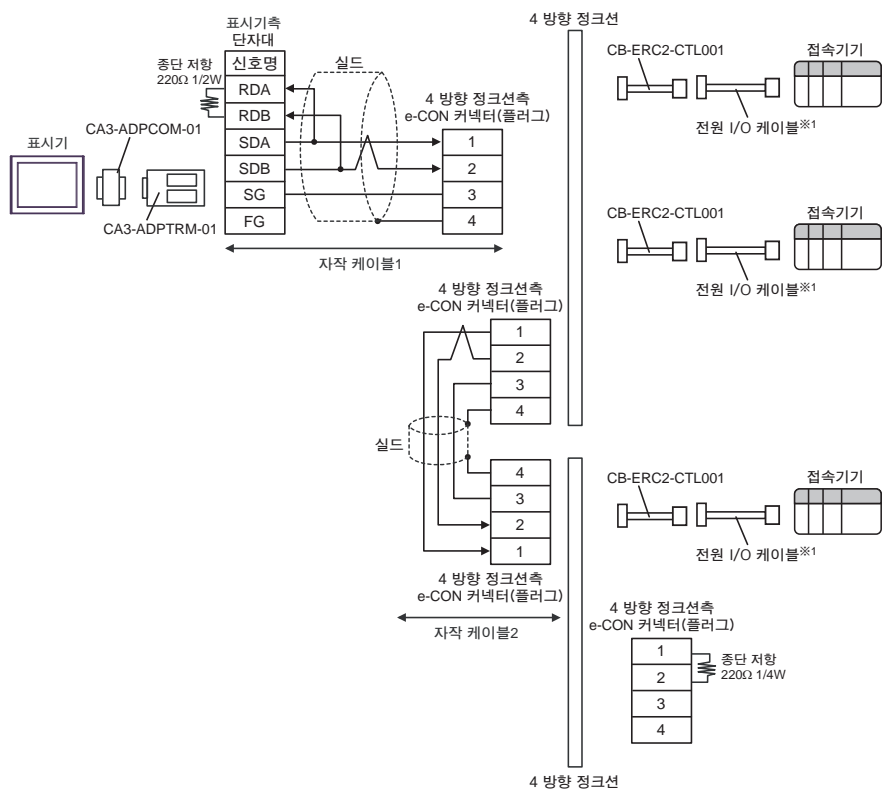 4 방향 정크션
표시기측
단자대
신호명
RDA
RDB
SDA
SDB
SG
FG
종단 저항
220Ω 1/2W
실드
4 방향 정크션측
e-CON 커넥터(플러그)
1
2
3
4
표시기
CA3-ADPCOM-01
CA3-ADPTRM-01
자작 케이블1
CB-ERC2-CTL001
접속기기
전원 I/O 케이블※1
CB-ERC2-CTL001
접속기기
전원 I/O 케이블※1
4 방향 정크션측
e-CON 커넥터(플러그)
1
2
3
4
실드
4
3
2
1
4 방향 정크션측
e-CON 커넥터(플러그)
자작 케이블2
CB-ERC2-CTL001
접속기기
전원 I/O 케이블※1
4 방향 정크션측
e-CON 커넥터(플러그)
1
2
3
4
종단 저항
220Ω 1/4W
4 방향 정크션